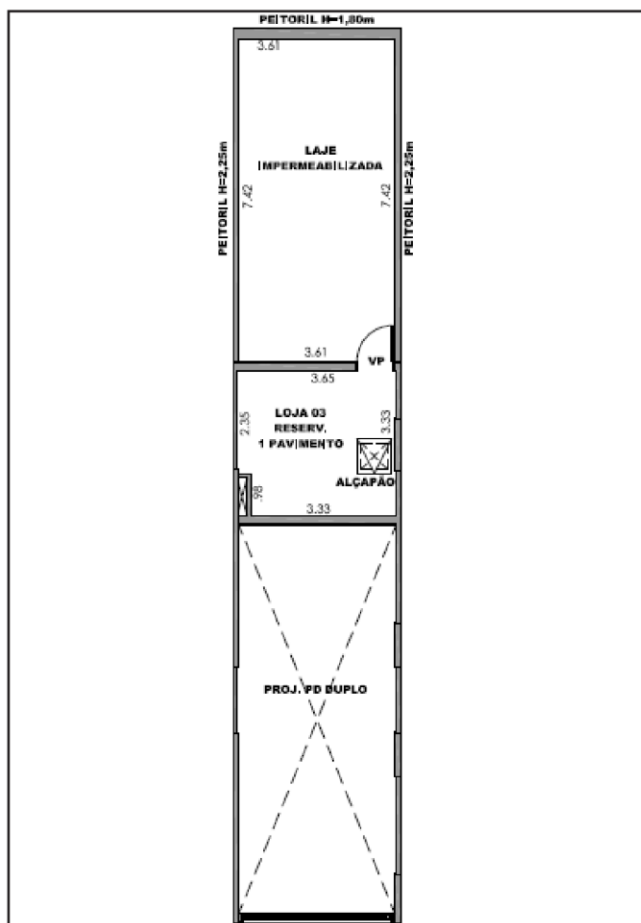 PEITORIL H=1,80m
3.61
LAJE
IMPERMEABILIZADA
PEITORIL H=2,25m
7.42
7.42
PEITORIL H=2,25m
3.61
VP
3.65
2.35
LOJA 03
RESERV.
1 PAVIMENTO
3.33
ALÇAPÃO
.98
3.33
PROJ. PD DUPLO